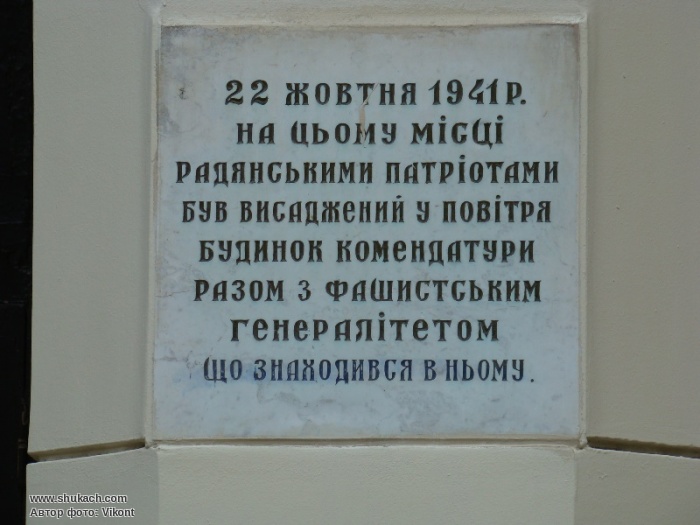 22 ЖОВТНЯ 1941 Р.
НА ЦЬОМУ МІСЦІ
РАДЯНСЬКИМИ ПАТРІОТАМИ
БУВ ВИСАДЖЕНИЙ У ПОВІТРЯ
БУДИНОК КОМЕНДАТУРИ
РАЗОМ З ФАШИСТСЬКИМ
ГЕНЕРАЛІТЕТОМ
ЩО ЗНАХОДИВСЯ В НЬОМУ.
www.shukach.com
Автор фото: Vikont